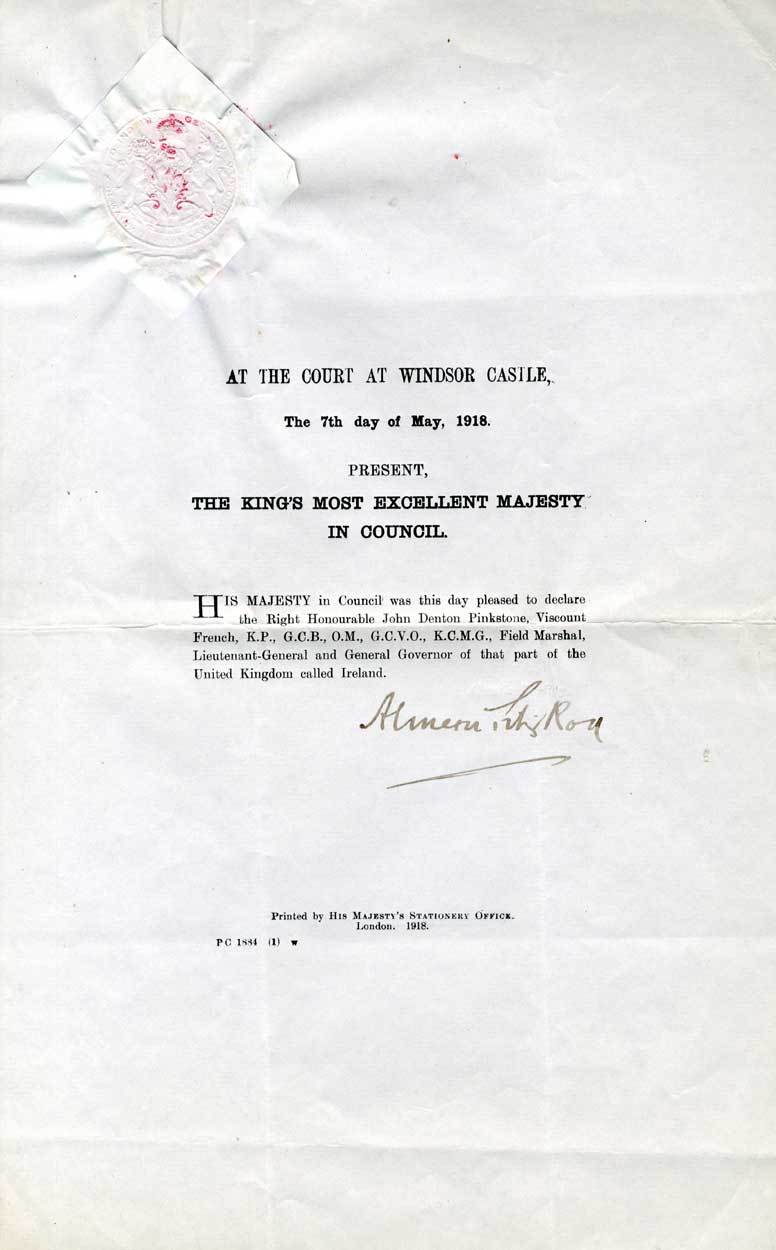 AT THE COURT AT WINDSOR CASTLE,
The 7th day of May, 1918.
PRESENT,
THE KING'S MOST EXCELLENT MAJESTY
IN COUNCIL.
HIS MAJESTY in Council was this day pleased to declare
the Right Honourable John Denton Pinkstone, Viscount
French, K.P., G.C.B., O.M., G.C.V.O., K.C.M.G., Field Marshal,
Lieutenant-General and General Governor of that part of the
United Kingdom called Ireland.
Almeric FitzRoy
Printed by HIS MAJESTY'S STATIONERY OFFICE.
London. 1918.
PC 1884 (1) w